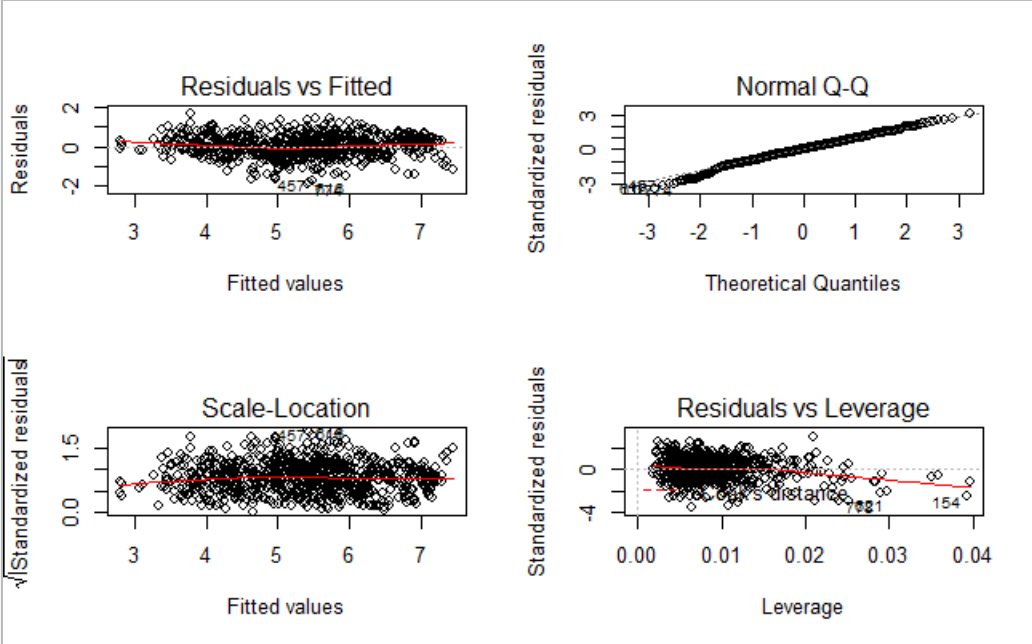 Residuals vs Fitted
Residuals
2
0
-2
457
3 4 5 6 7
Fitted values
Normal Q-Q
Standardized residuals
3
0
-3
-3 -2 -1 0 1 2 3
Theoretical Quantiles
Scale-Location
√|Standardized residuals|
1.5
0.0
457
3 4 5 6 7
Fitted values
Residuals vs Leverage
Standardized residuals
0
-4
Cook's distance
154
0.00 0.01 0.02 0.03 0.04
Leverage